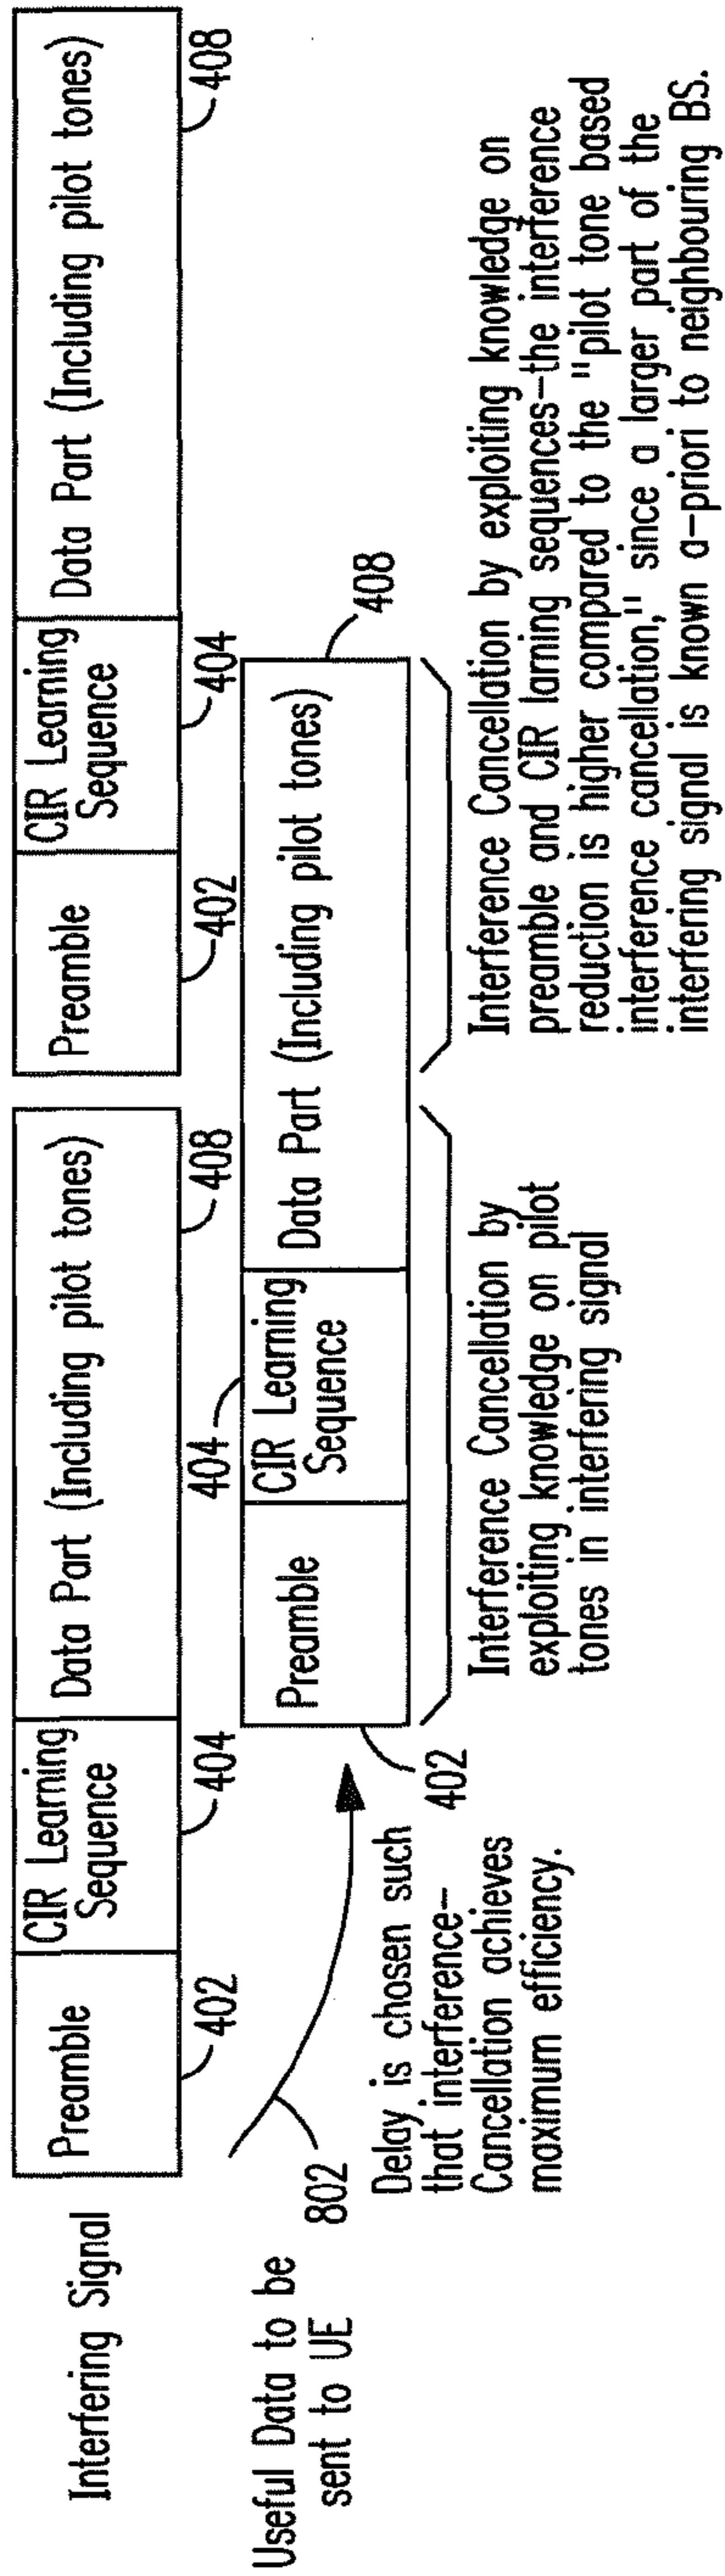 Interfering Signal
Preamble
402
CIR Learning
Sequence
404
Data Part (Including pilot tones)
408
Preamble
402
CIR Learning
Sequence
404
Data Part (Including pilot tones)
408
Useful Data to be
sent to UE
802
Delay is chosen such
that interference-
Cancellation achieves
maximum efficiency.
Preamble
402
CIR Learning
Sequence
404
Data Part (Including pilot tones)
408
Interference Cancellation by
exploiting knowledge on pilot
tones in interfering signal
Interference Cancellation by exploiting knowledge on
preamble and CIR larning sequences-the interference
reduction is higher compared to the "pilot tone based
interference cancellation," since a larger part of the
interfering signal is known a-priori to neighbouring BS.